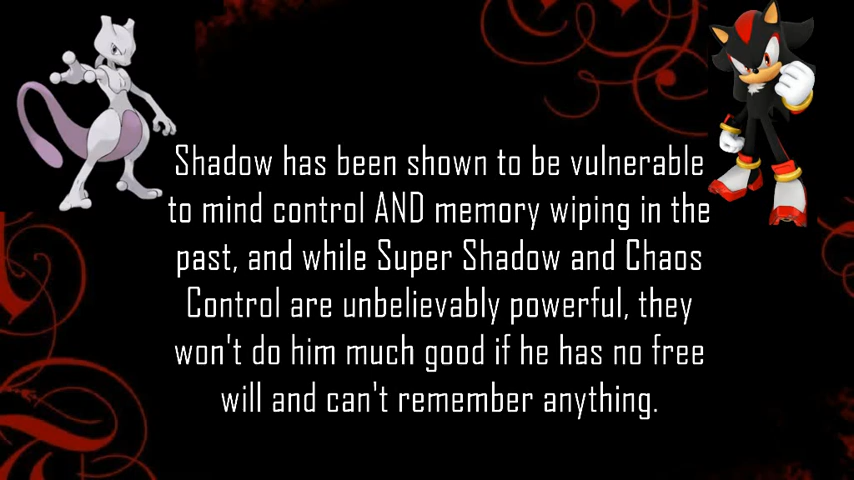 Shadow has been shown to be vulnerable
to mind control AND memory wiping in the
past, and while Super Shadow and Chaos
Control are unbelievably powerful, they
won't do him much good if he has no free
will and can't remember anything.